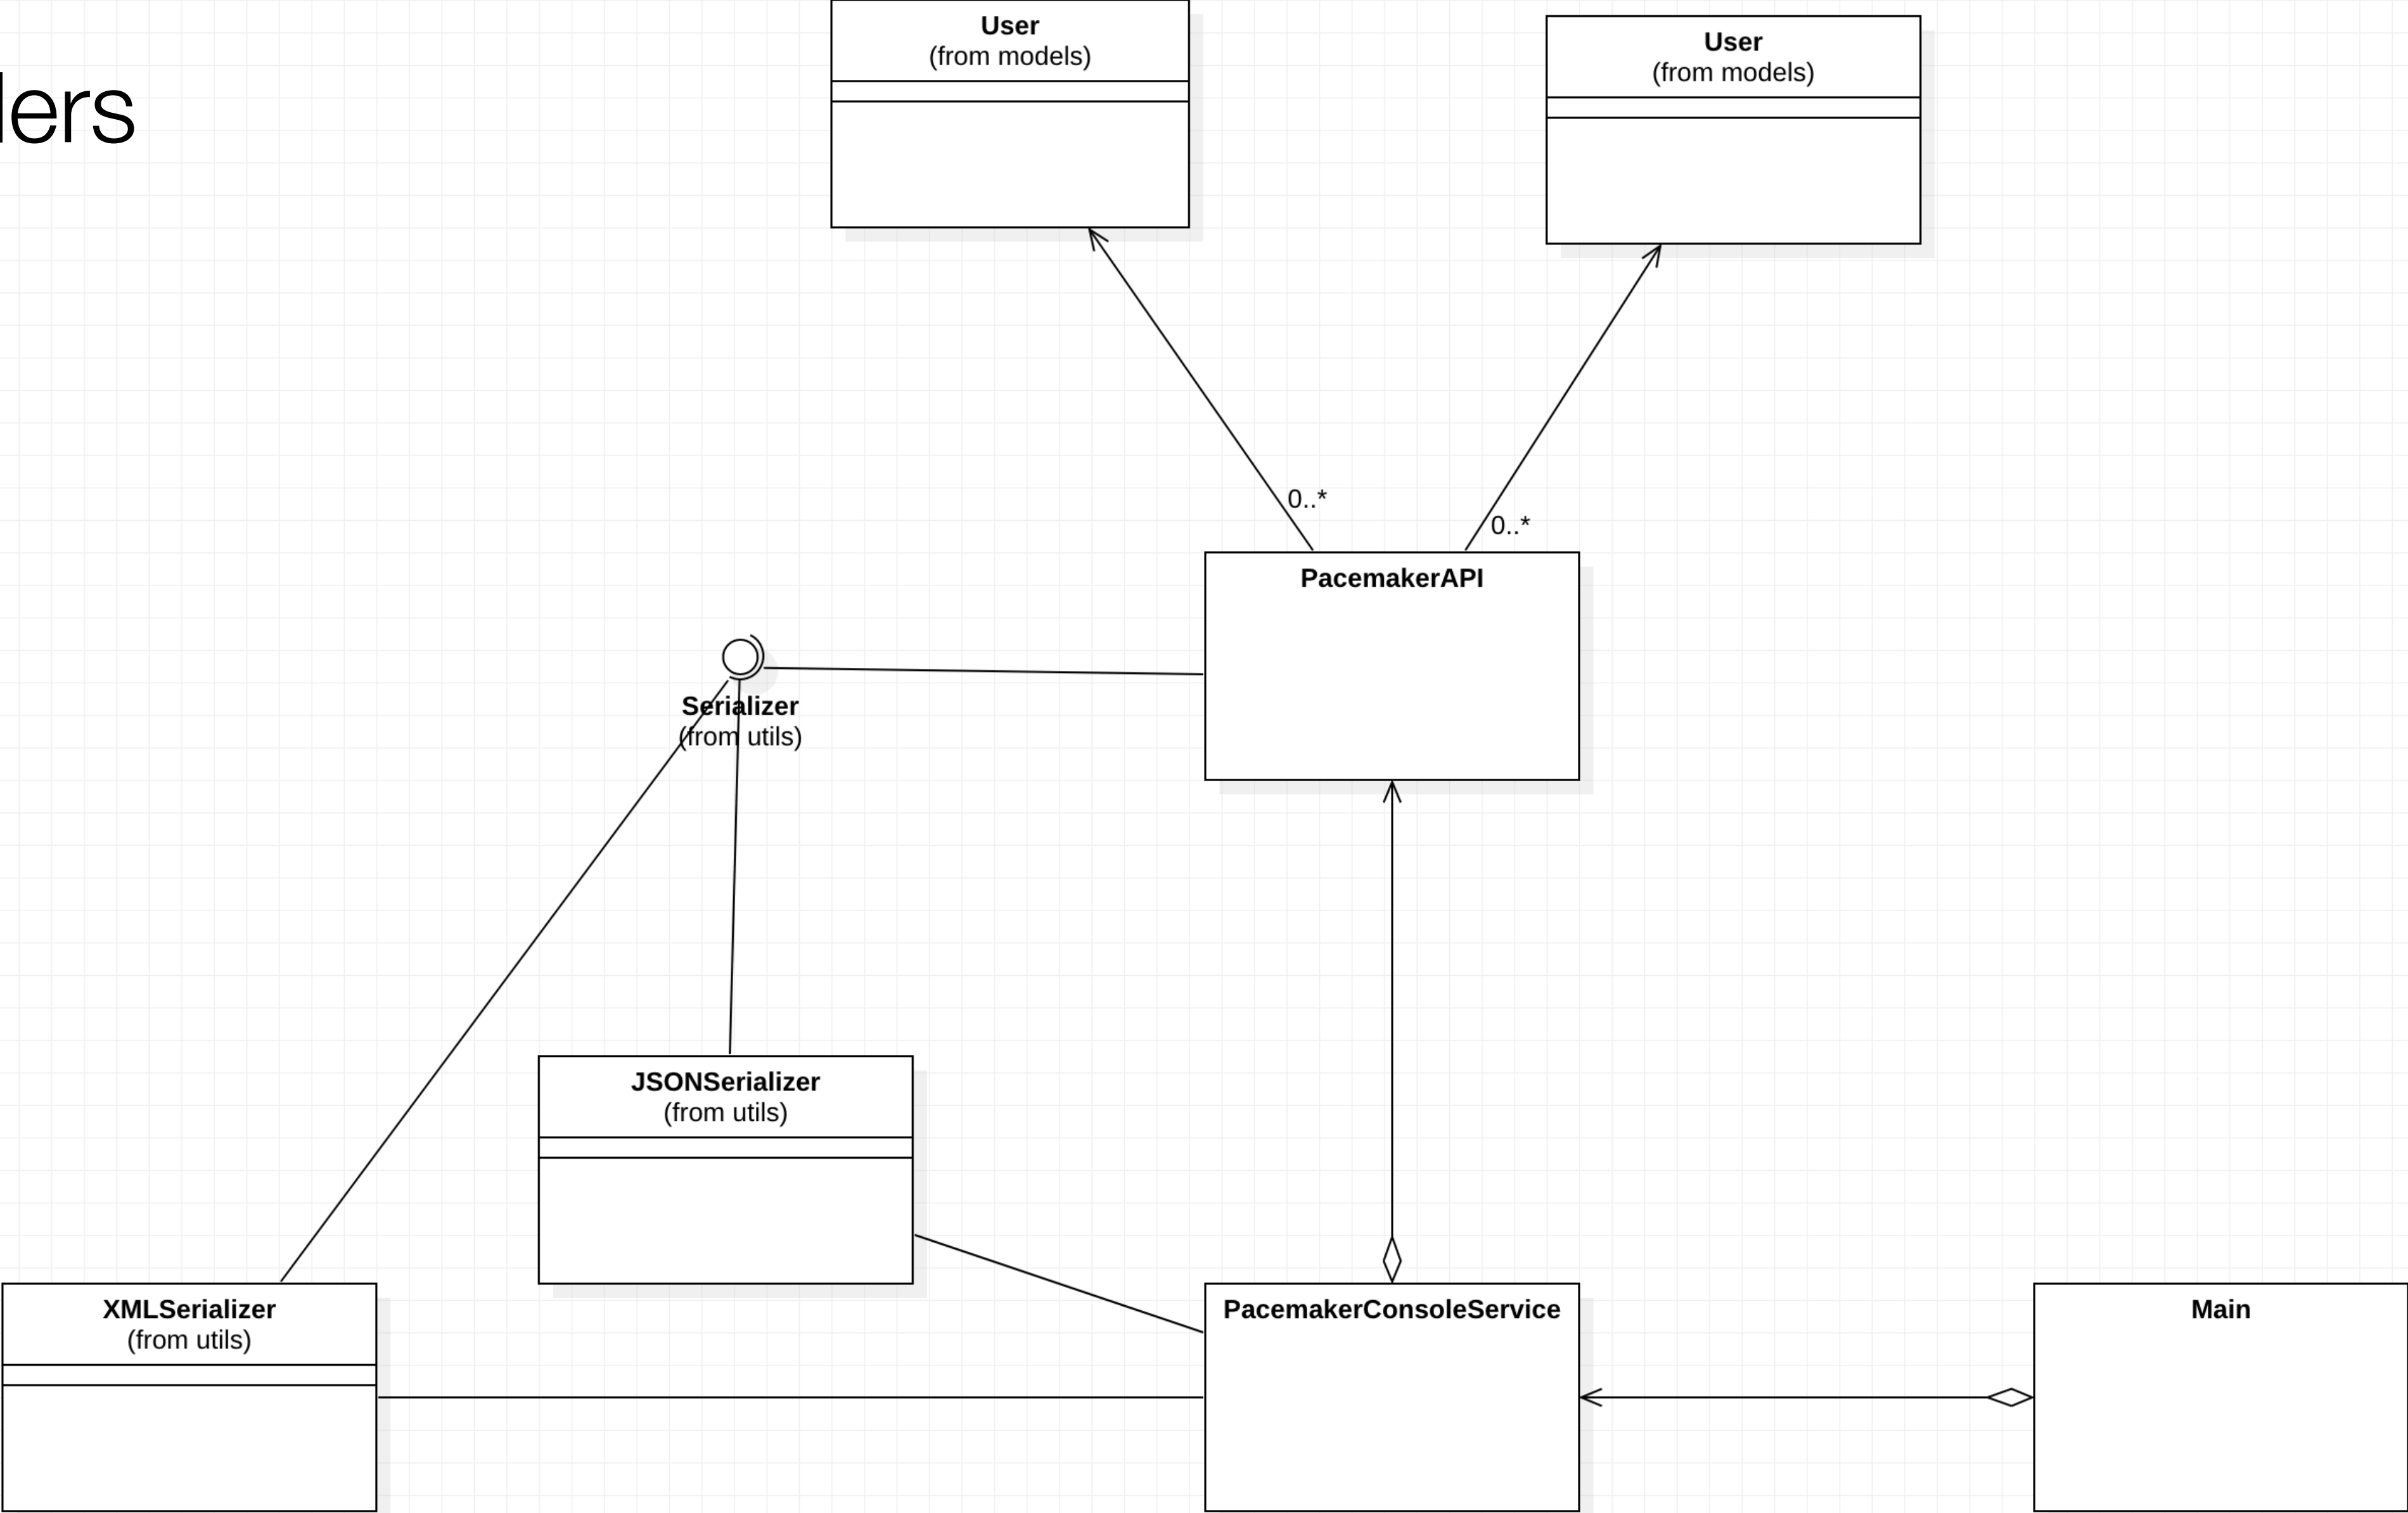 User
(from models)
User
(from models)
0..*
0..*
PacemakerAPI
Serializer
(from utils)
JSONSerializer
(from utils)
XMLSerializer
(from utils)
PacemakerConsoleService
Main